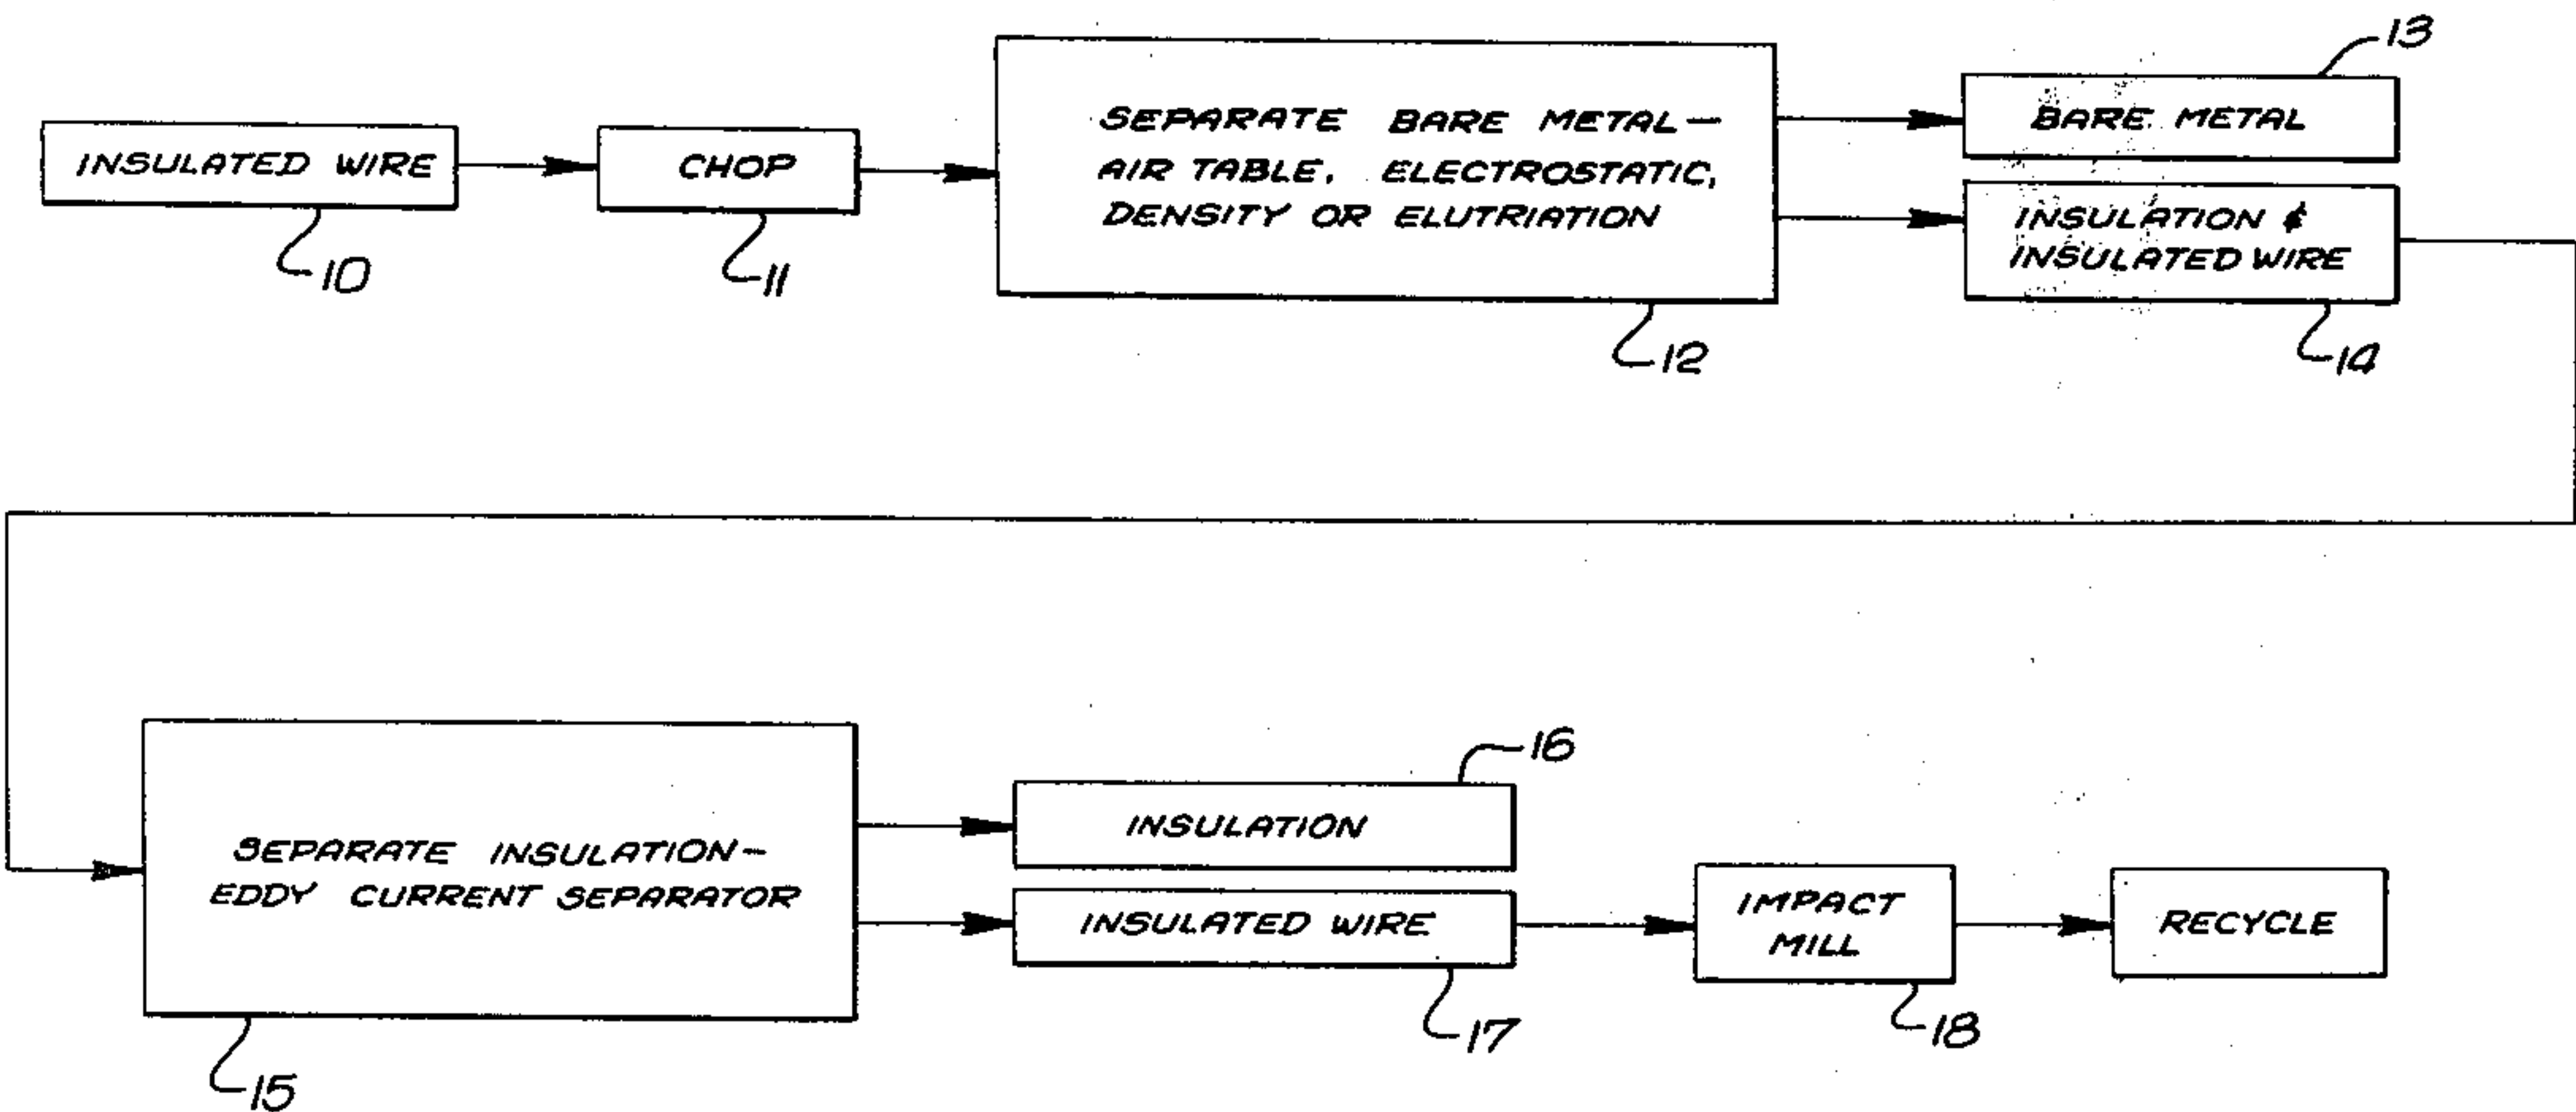 INSULATED WIRE
10
CHOP
11
SEPARATE BARE METAL—
AIR TABLE, ELECTROSTATIC,
DENSITY OR ELUTRIATION
12
13
BARE METAL
INSULATION &
INSULATED WIRE
14
SEPARATE INSULATION-
EDDY CURRENT SEPARATOR
15
16
INSULATION
INSULATED WIRE
17
IMPACT
MILL
18
RECYCLE